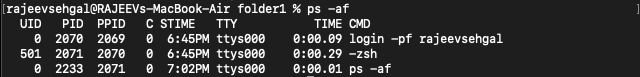 [rajeevsehgal@RAJEEVs-MacBook-Air folder1 % ps -af
UID PID PPID C STIME TTY TIME CMD
0 2070 2069 0 6:45PM ttys000 0:00.09 login -pf rajeevsehgal
501 2071 2070 0 6:45PM ttys000 0:00.29 -zsh
0 2233 2071 0 7:02PM ttys000 0:00.01 ps -af